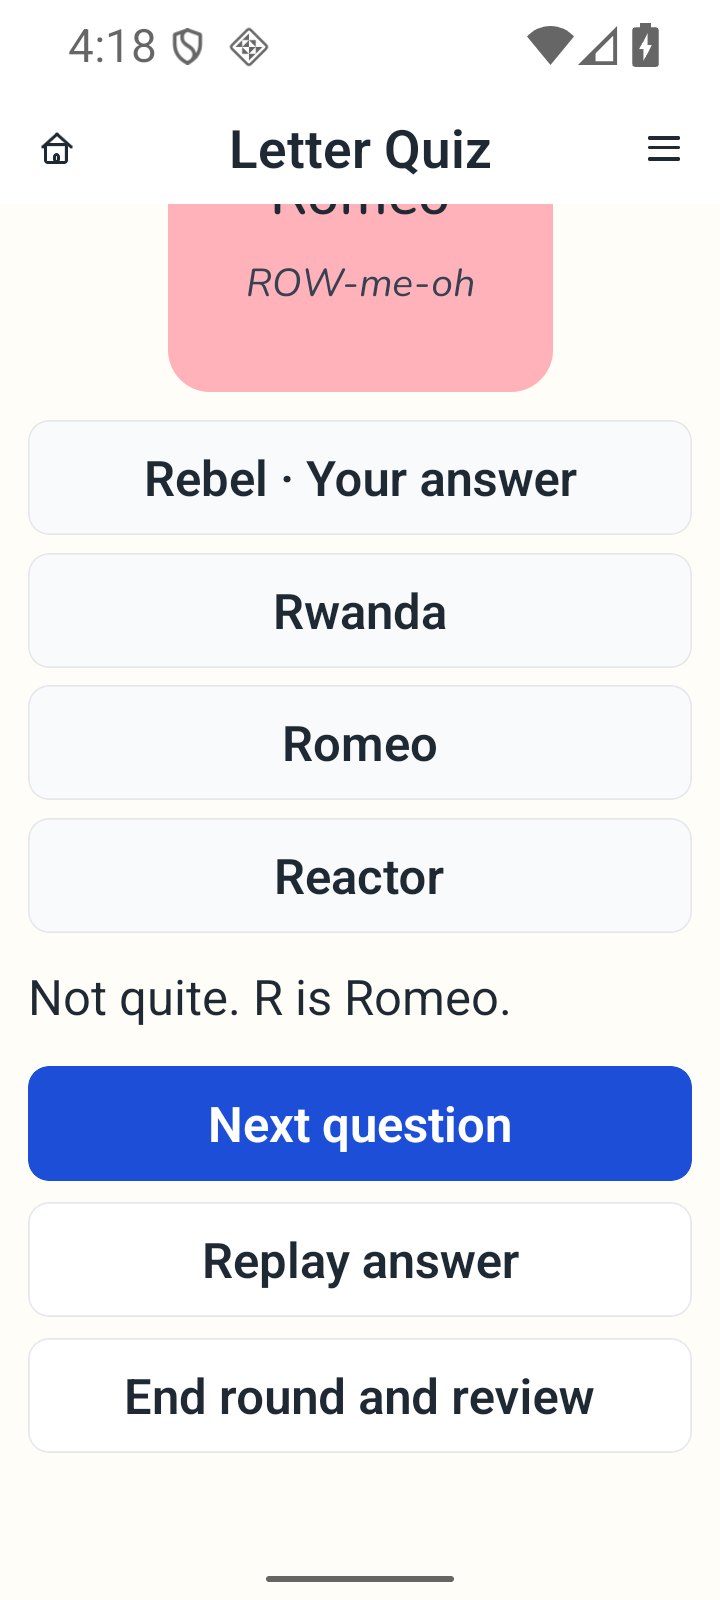 4:18
Letter Quiz
Romeo
ROW-me-oh
Rebel · Your answer
Rwanda
Romeo
Reactor
Not quite. R is Romeo.
Next question
Replay answer
End round and review